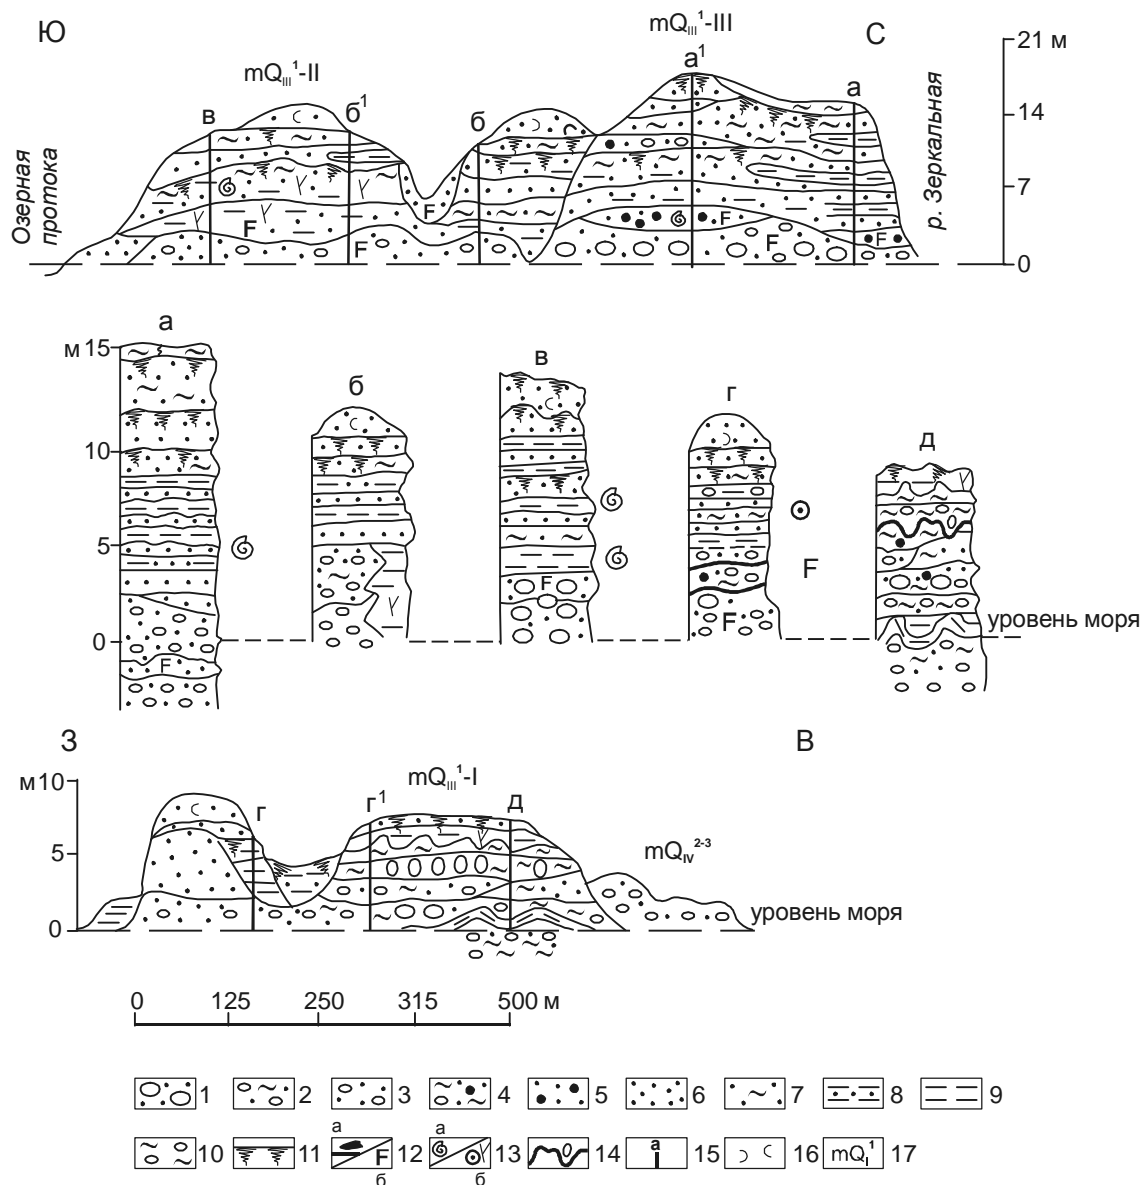 Ю
mQIII¹-II
mQIII¹-III
С
21 м
в
б¹
б
а¹
а
14
Озерная
протока
р. Зеркальная
7
F
F
F
F
F
F
0
а
м 15
б
в
г
д
10
5
F
F
F
уровень моря
0
F
F
З
В
м 10
mQIII¹-I
г
г¹
д
5
mQIV²⁻³
уровень моря
0
0 125 250 315 500 м
1 2 3 4 5 6 7 8 9
а а
10 11 F 12 13 14 а 15 16 mQI¹ 17
б б